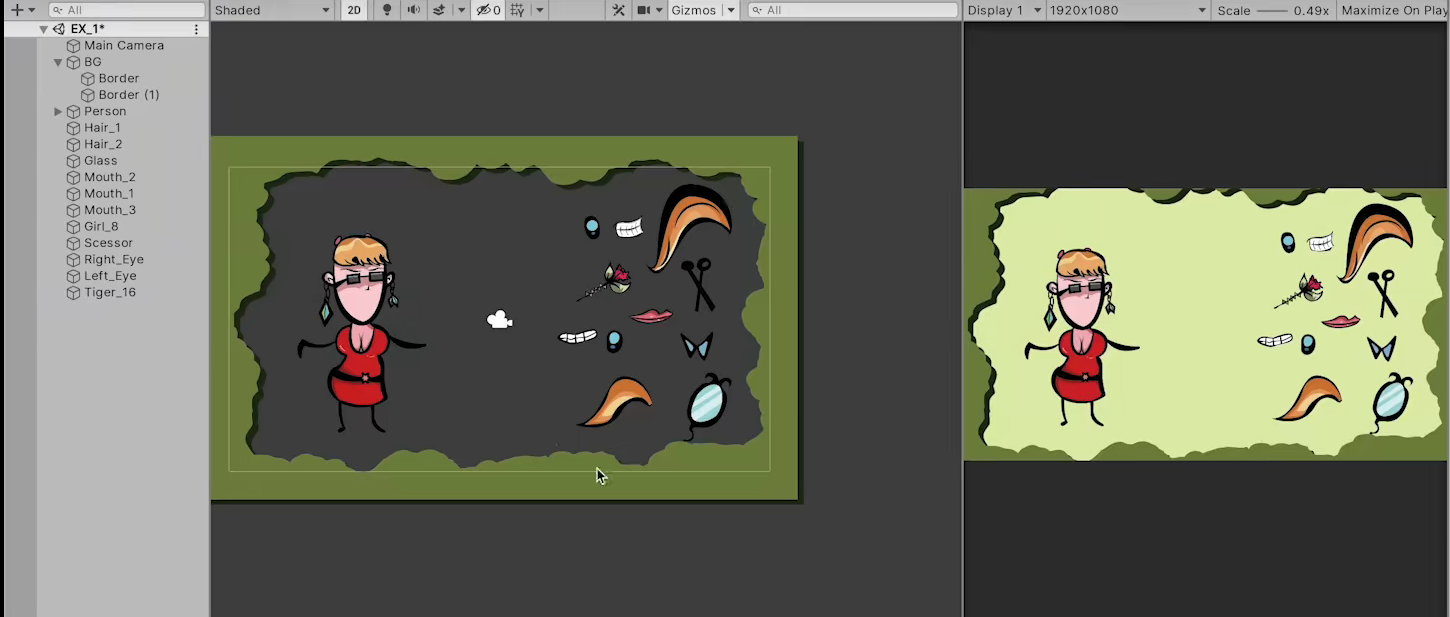 All
Shaded
2D
0
Gizmos
All
Display 1
1920x1080
Scale
0.49x
Maximize On Play
EX_1*
Main Camera
BG
Border
Border (1)
Person
Hair_1
Hair_2
Glass
Mouth_2
Mouth_1
Mouth_3
Girl_8
Scessor
Right_Eye
Left_Eye
Tiger_16